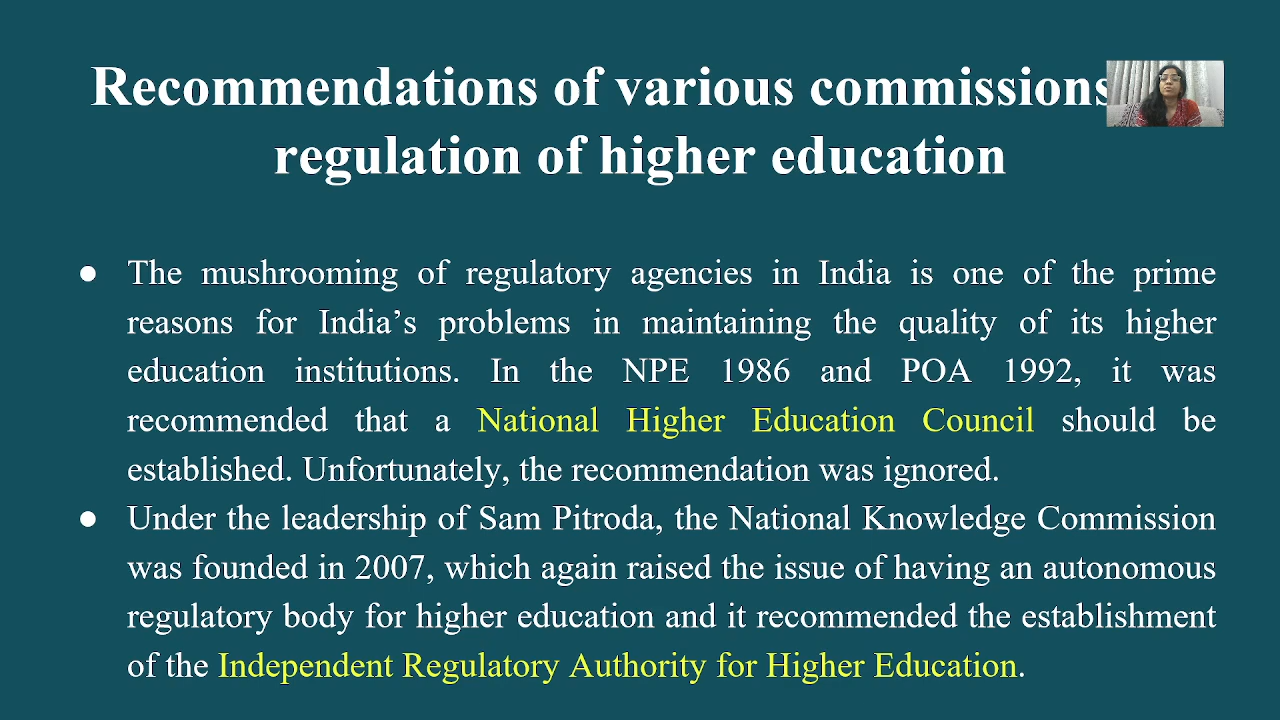 Recommendations of various commissions
regulation of higher education
● The mushrooming of regulatory agencies in India is one of the prime
reasons for India’s problems in maintaining the quality of its higher
education institutions. In the NPE 1986 and POA 1992, it was
recommended that a National Higher Education Council should be
established. Unfortunately, the recommendation was ignored.
● Under the leadership of Sam Pitroda, the National Knowledge Commission
was founded in 2007, which again raised the issue of having an autonomous
regulatory body for higher education and it recommended the establishment
of the Independent Regulatory Authority for Higher Education.